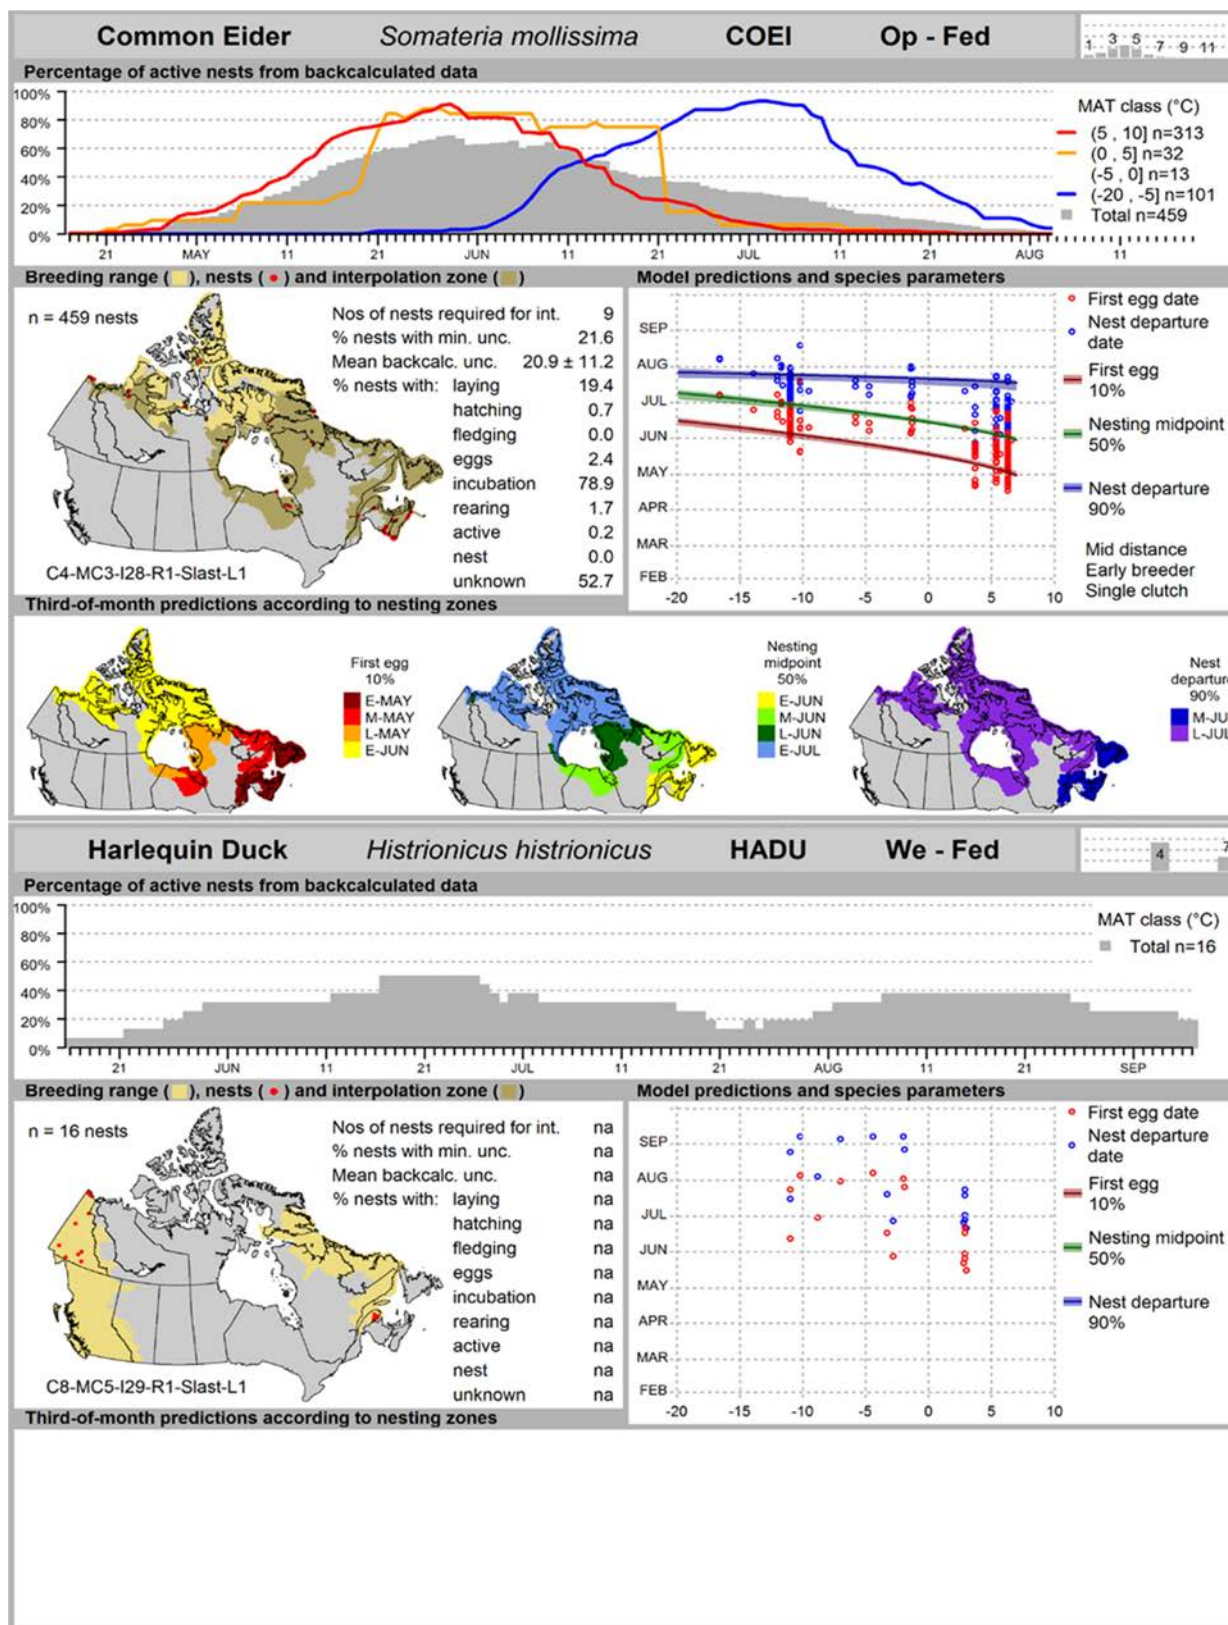 Common Eider Somateria mollissima COEI Op - Fed
1 3 5 7 9 11
Percentage of active nests from backcalculated data
100%
80%
60%
40%
20%
0%
MAT class (°C)
(5 , 10] n=313
(0 , 5] n=32
(-5 , 0] n=13
(-20 , -5] n=101
Total n=459
21 MAY 11 21 JUN 11 21 JUL 11 21 AUG 11
Breeding range ( ), nests ( ) and interpolation zone ( )
n = 459 nests
Nos of nests required for int. 9
% nests with min. unc. 21.6
Mean backcalc. unc. 20.9 ± 11.2
% nests with: laying 19.4
hatching 0.7
fledging 0.0
eggs 2.4
incubation 78.9
rearing 1.7
active 0.2
nest 0.0
unknown 52.7
C4-MC3-I28-R1-Slast-L1
Model predictions and species parameters
SEP
AUG
JUL
JUN
MAY
APR
MAR
FEB
-20 -15 -10 -5 0 5 10
First egg date
Nest departure
date
First egg
10%
Nesting midpoint
50%
Nest departure
90%
Mid distance
Early breeder
Single clutch
Third-of-month predictions according to nesting zones
First egg
10%
E-MAY
M-MAY
L-MAY
E-JUN
Nesting
midpoint
50%
E-JUN
M-JUN
L-JUN
E-JUL
Nest
departure
90%
M-JUL
L-JUL
Harlequin Duck Histrionicus histrionicus HADU We - Fed
4 7
Percentage of active nests from backcalculated data
100%
80%
60%
40%
20%
0%
MAT class (°C)
Total n=16
21 JUN 11 21 JUL 11 21 AUG 11 21 SEP
Breeding range ( ), nests ( ) and interpolation zone ( )
n = 16 nests
Nos of nests required for int. na
% nests with min. unc. na
Mean backcalc. unc. na
% nests with: laying na
hatching na
fledging na
eggs na
incubation na
rearing na
active na
nest na
unknown na
C8-MC5-I29-R1-Slast-L1
Model predictions and species parameters
SEP
AUG
JUL
JUN
MAY
APR
MAR
FEB
-20 -15 -10 -5 0 5 10
First egg date
Nest departure
date
First egg
10%
Nesting midpoint
50%
Nest departure
90%
Third-of-month predictions according to nesting zones